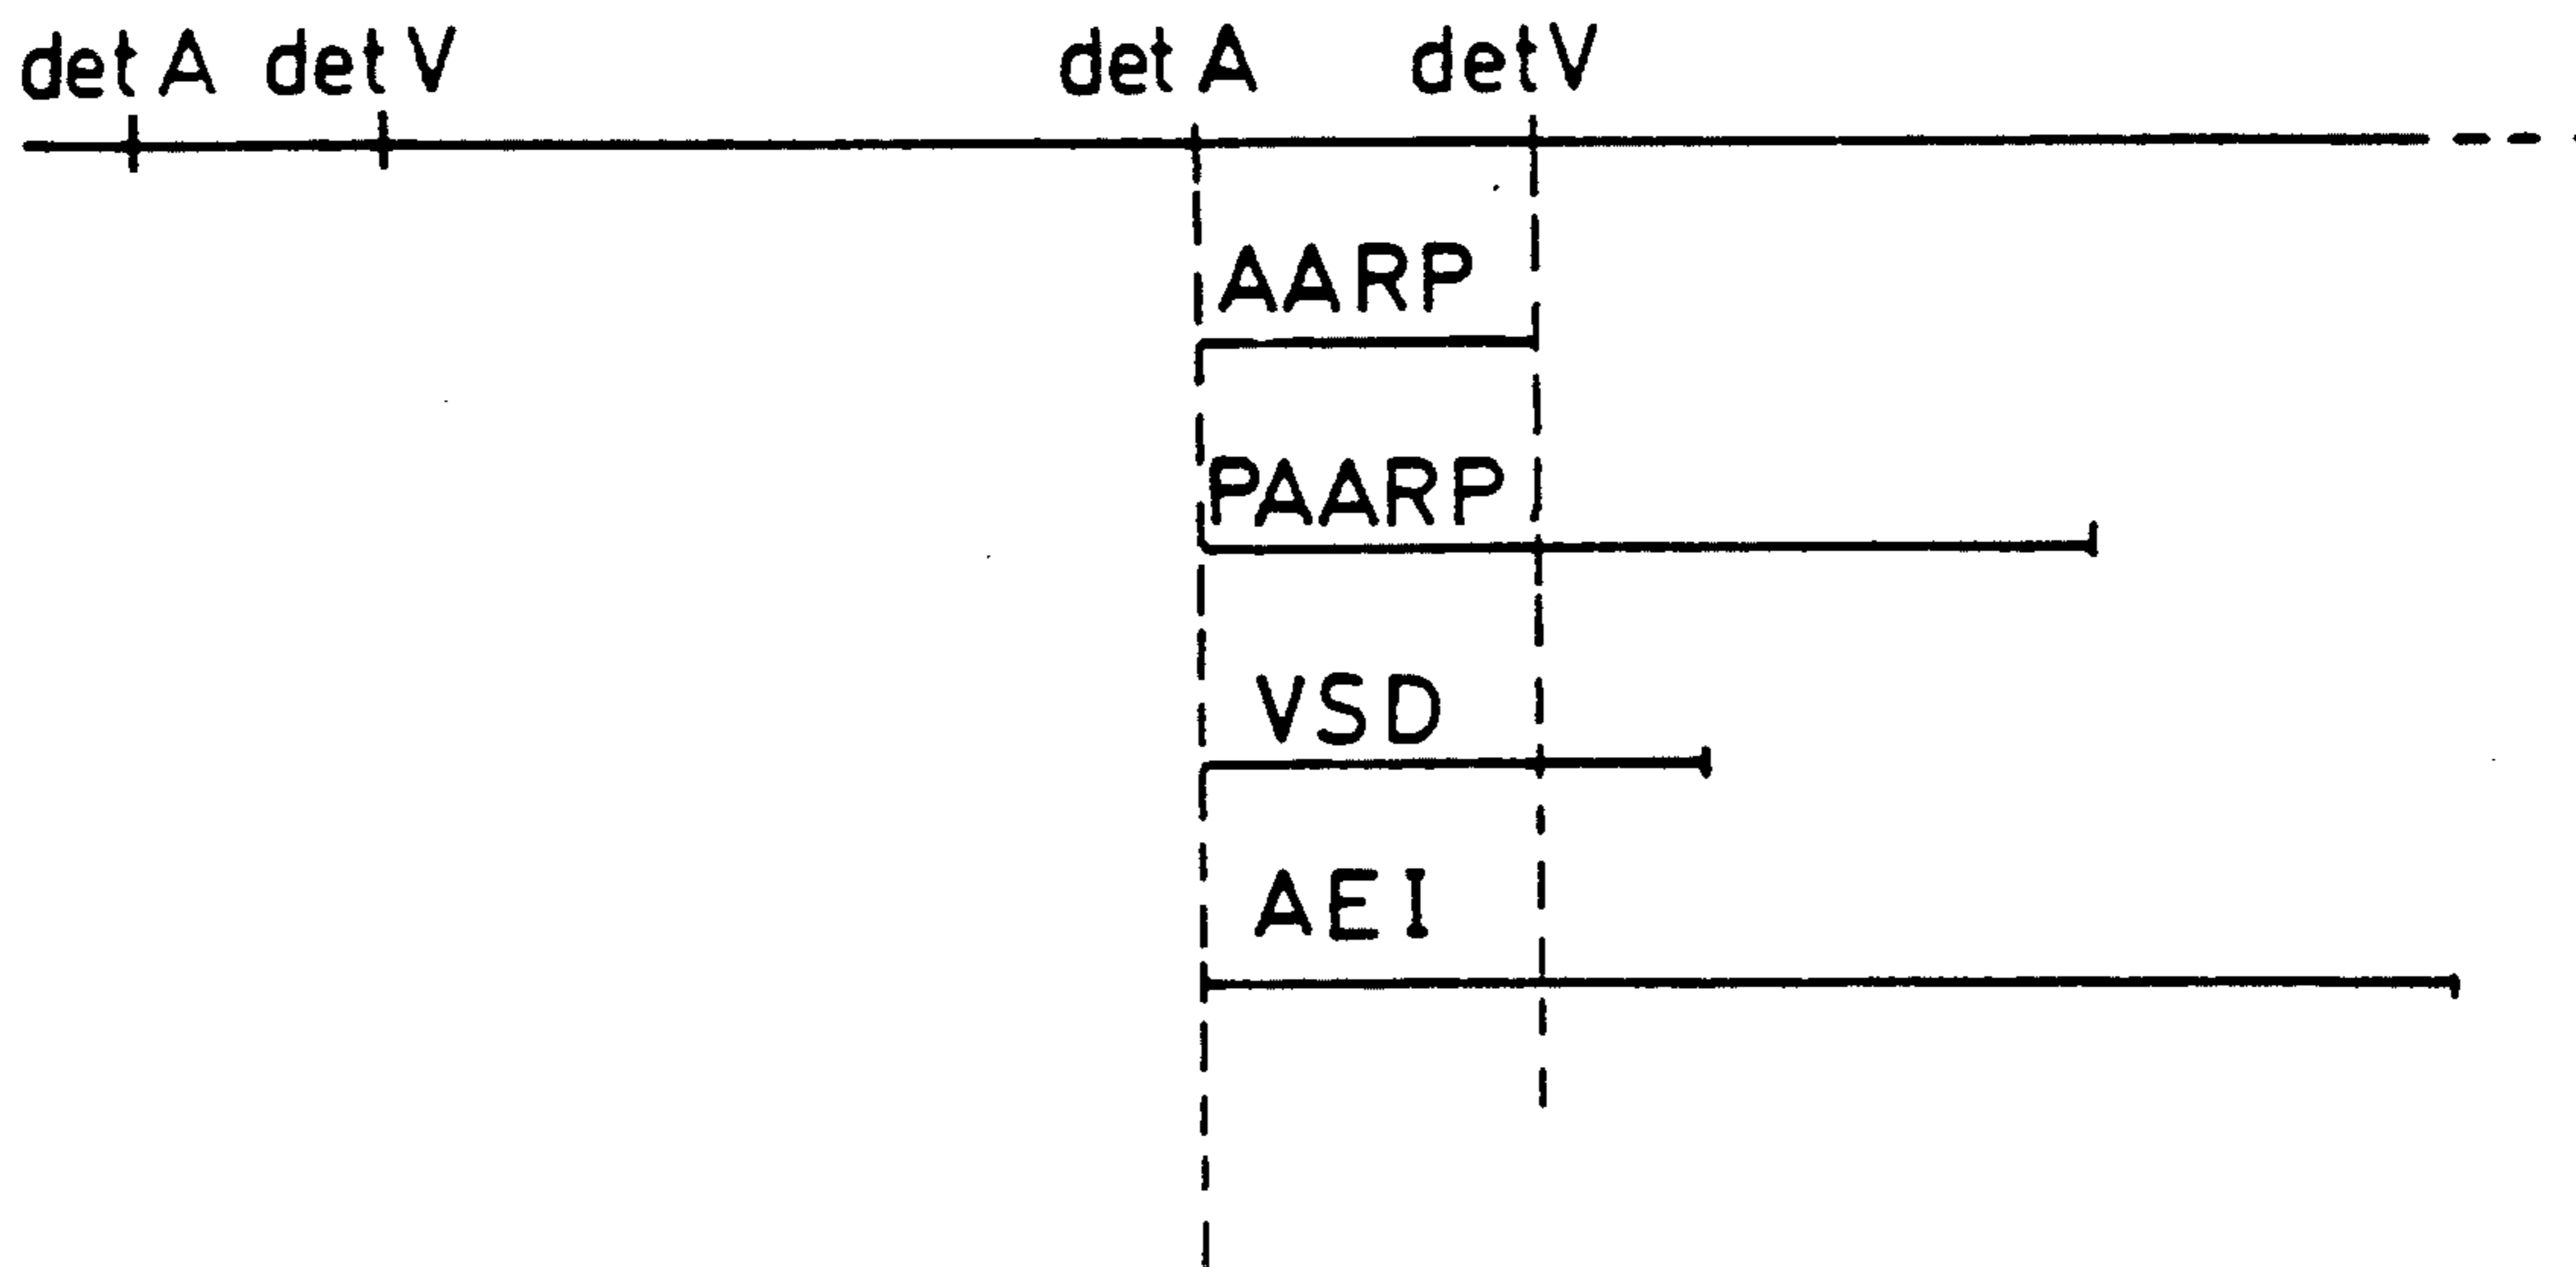 det A det V det A det V
AARP
PAARP
VSD
AEI